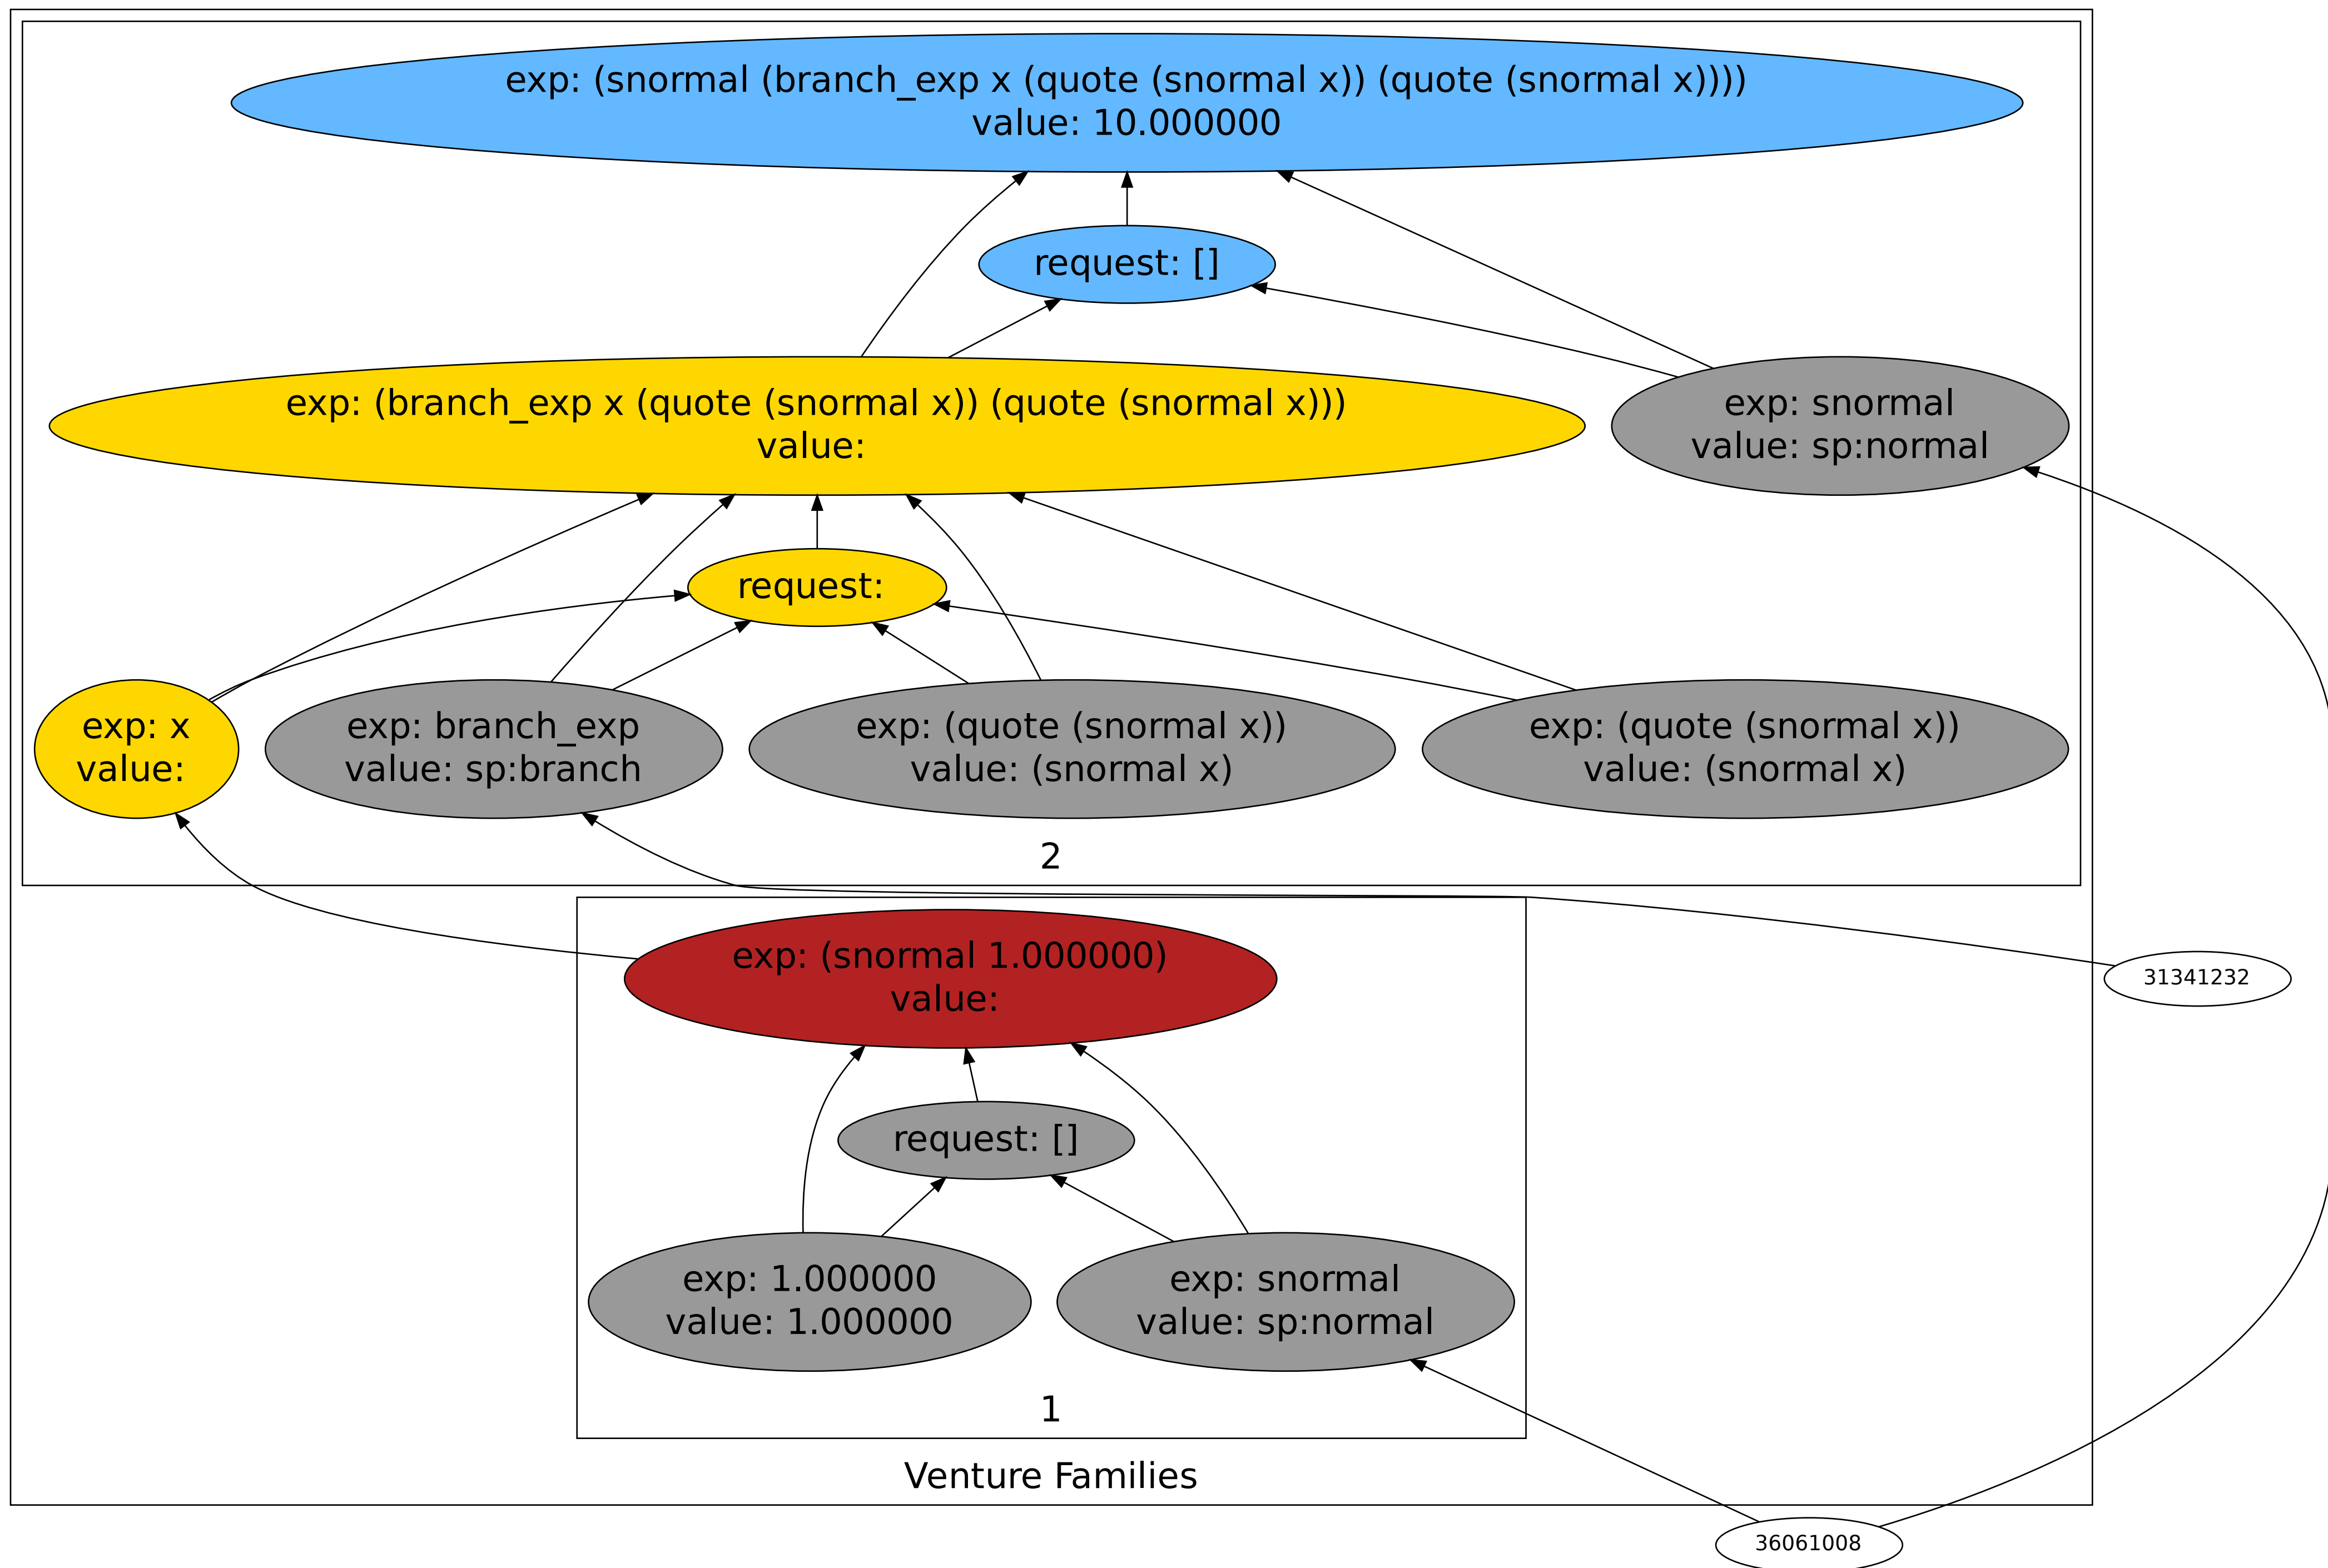 exp: (snormal (branch_exp x (quote (snormal x)) (quote (snormal x))))
value: 10.000000
request: []
exp: (branch_exp x (quote (snormal x)) (quote (snormal x)))
value:
exp: snormal
value: sp:normal
request:
exp: x
value:
exp: branch_exp
value: sp:branch
exp: (quote (snormal x))
value: (snormal x)
exp: (quote (snormal x))
value: (snormal x)
2
exp: (snormal 1.000000)
value:
31341232
request: []
exp: 1.000000
value: 1.000000
exp: snormal
value: sp:normal
1
Venture Families
36061008